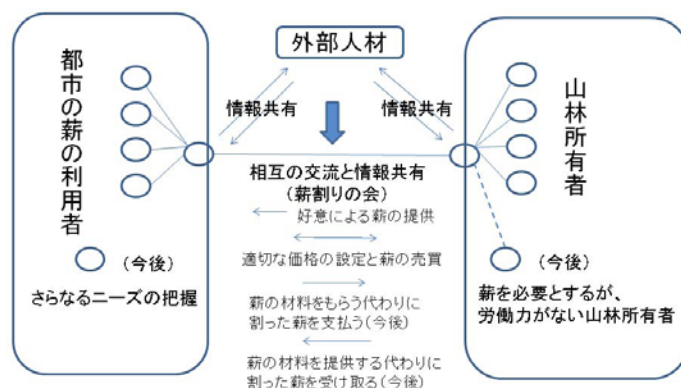 外部人材
都市の薪の利用者
山林所有者
情報共有
情報共有
相互の交流と情報共有
(薪割りの会)
好意による薪の提供
適切な価格の設定と薪の売買
薪の材料をもらう代わりに
割った薪を支払う(今後)
薪の材料を提供する代わりに
割った薪を受け取る(今後)
(今後)
さらなるニーズの把握
(今後)
薪を必要とするが、
労働力がない山林所有者